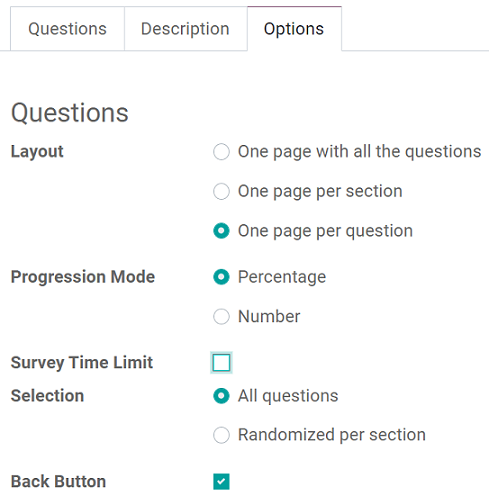 Questions Description Options
Questions
Layout One page with all the questions
One page per section
One page per question
Progression Mode Percentage
Number
Survey Time Limit
Selection All questions
Randomized per section
Back Button